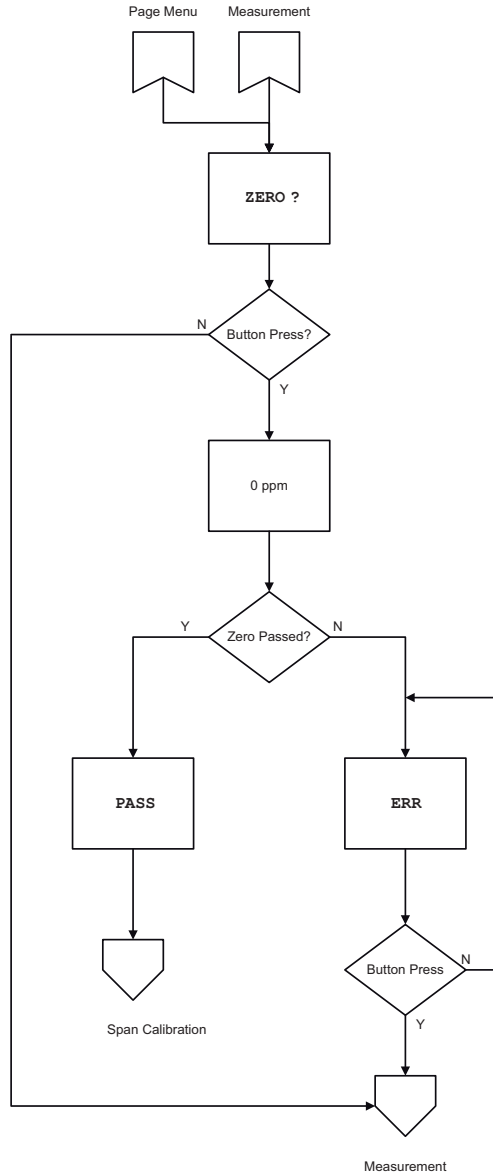 Page Menu
Measurement
ZERO ?
N
Button Press?
Y
0 ppm
Y
Zero Passed?
N
PASS
ERR
Button Press
N
Y
Span Calibration
Measurement